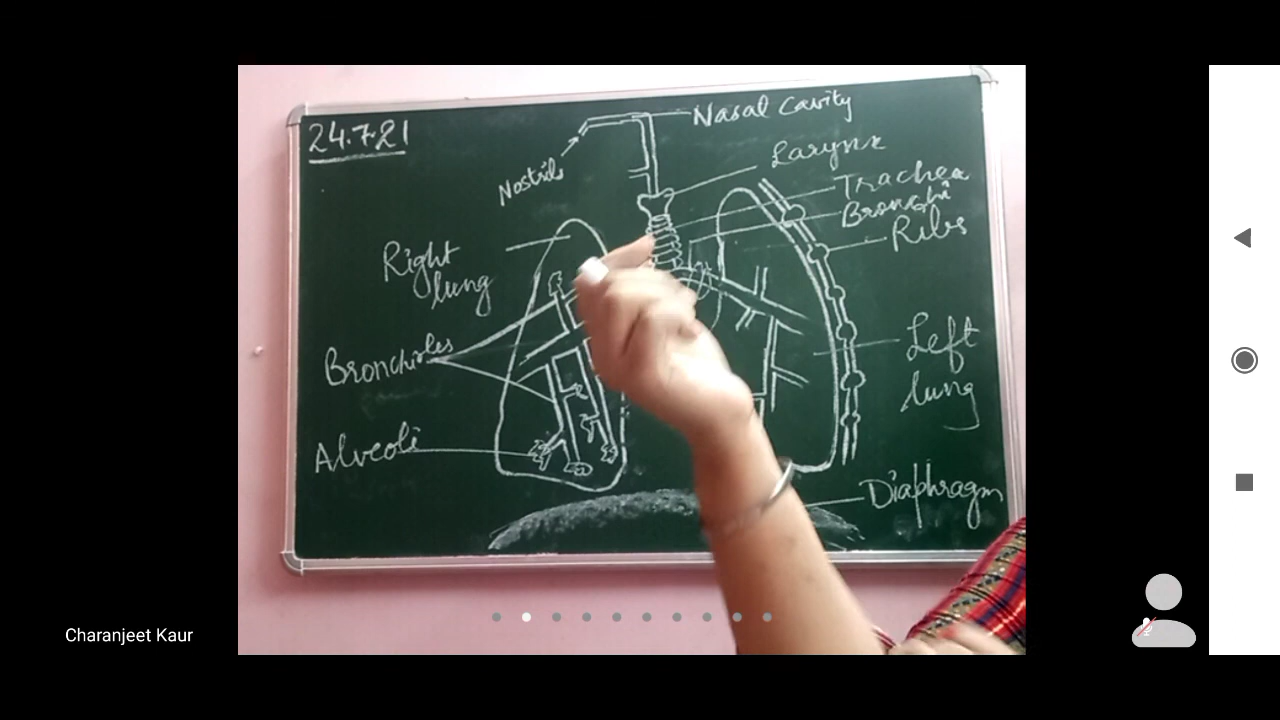 24.7.21
Nasal Cavity
Nostrils
Larynx
Trachea
Bronchi
Ribs
Right
lung
Bronchioles
Left
lung
Alveoli
Diaphragm
Charanjeet Kaur